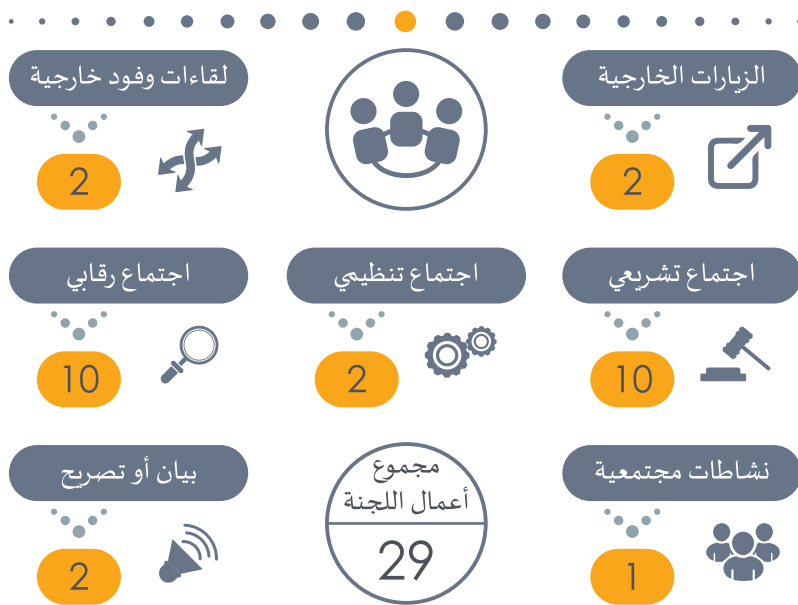 الزيارات الخارجية
2
لقاءات وفود خارجية
2
اجتماع تشريعي
10
اجتماع تنظيمي
2
اجتماع رقابي
10
نشاطات مجتمعية
1
مجموع
أعمال اللجنة
29
بيان أو تصريح
2